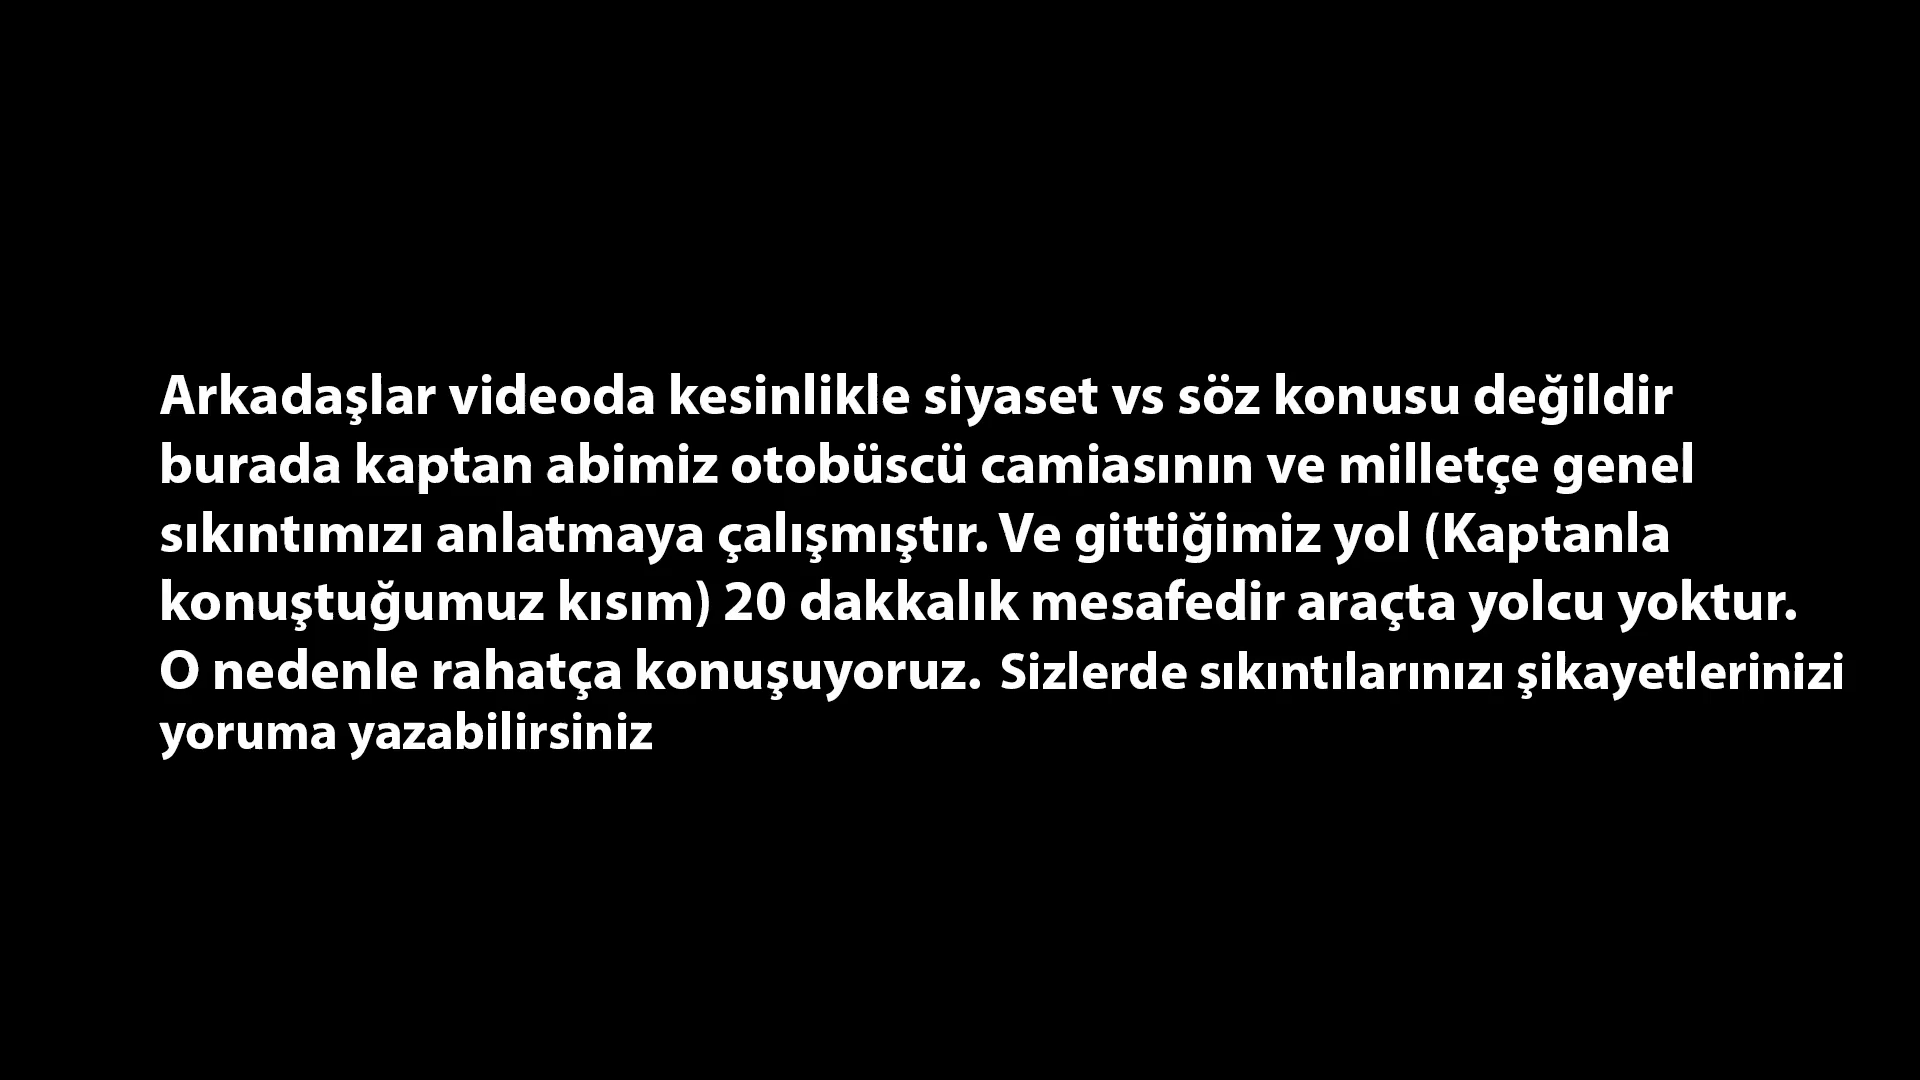 Arkadaşlar videoda kesinlikle siyaset vs söz konusu değildir
burada kaptan abimiz otobüscü camiasının ve milletçe genel
sıkıntımızı anlatmaya çalışmıştır. Ve gittiğimiz yol (Kaptanla
konuştuğumuz kısım) 20 dakkalık mesafedir araçta yolcu yoktur.
O nedenle rahatça konuşuyoruz. Sizlerde sıkıntılarınızı şikayetlerinizi
yoruma yazabilirsiniz